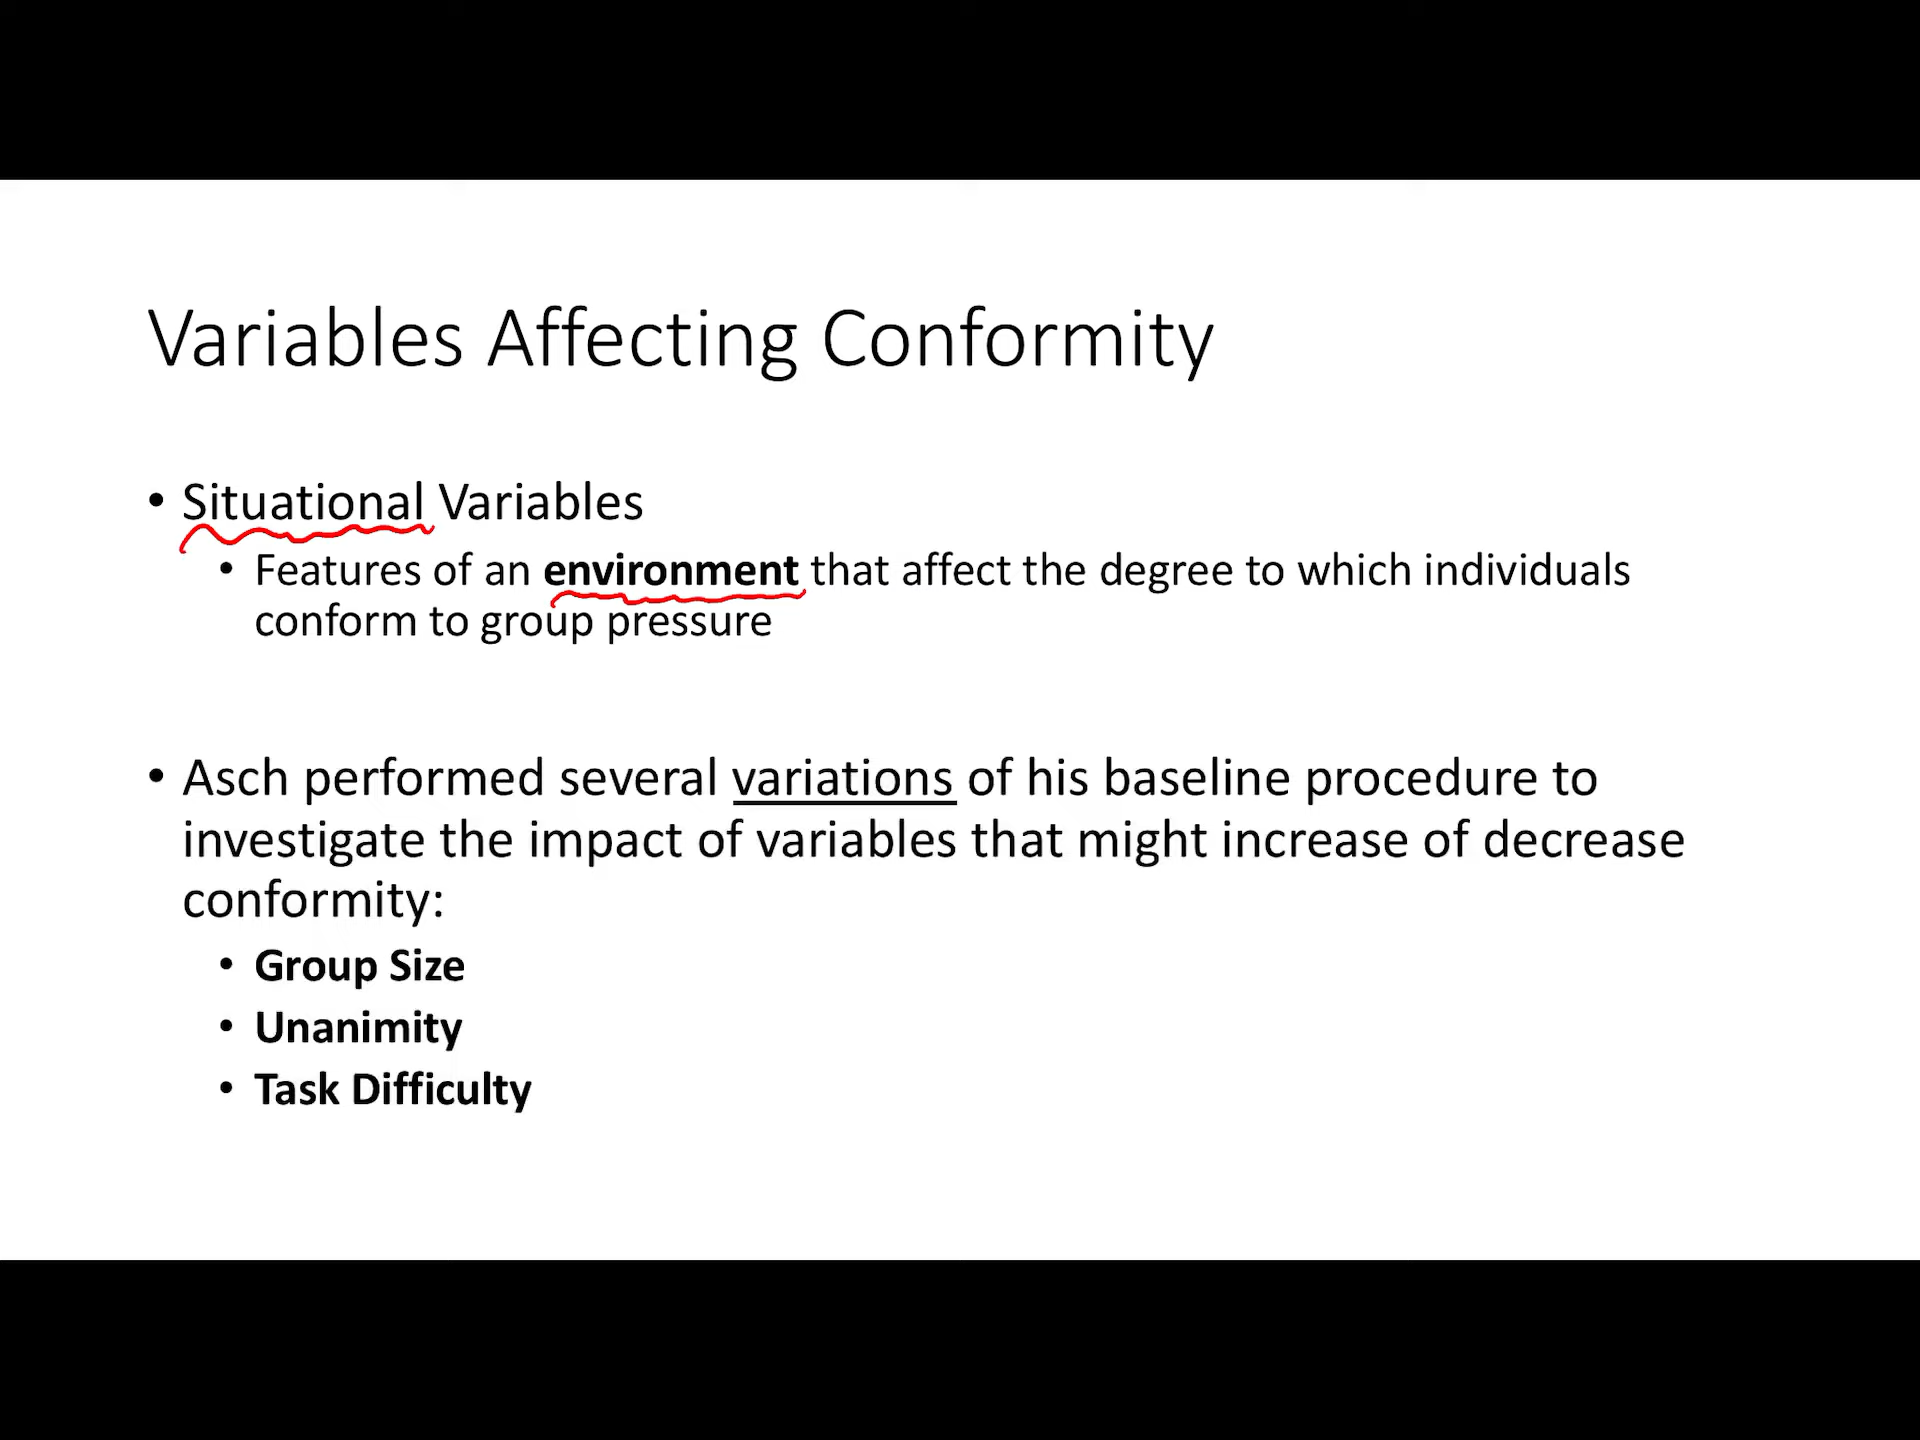 Variables Affecting Conformity
• Situational Variables
• Features of an environment that affect the degree to which individuals
conform to group pressure
• Asch performed several variations of his baseline procedure to
investigate the impact of variables that might increase of decrease
conformity:
• Group Size
• Unanimity
• Task Difficulty